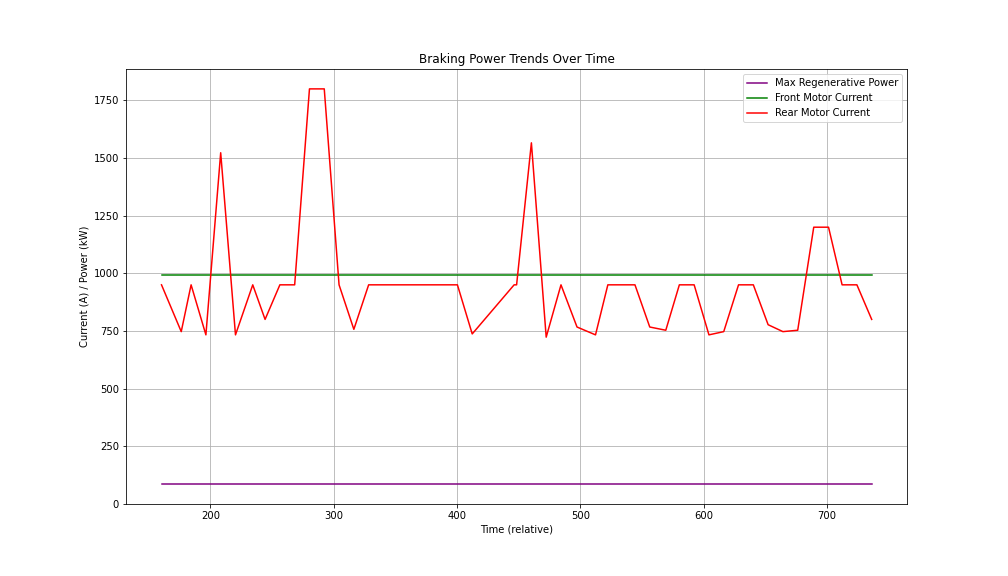 Braking Power Trends Over Time
Max Regenerative Power
Front Motor Current
Rear Motor Current
Current (A) / Power (kW)
1750
1500
1250
1000
750
500
250
0
200 300 400 500 600 700
Time (relative)